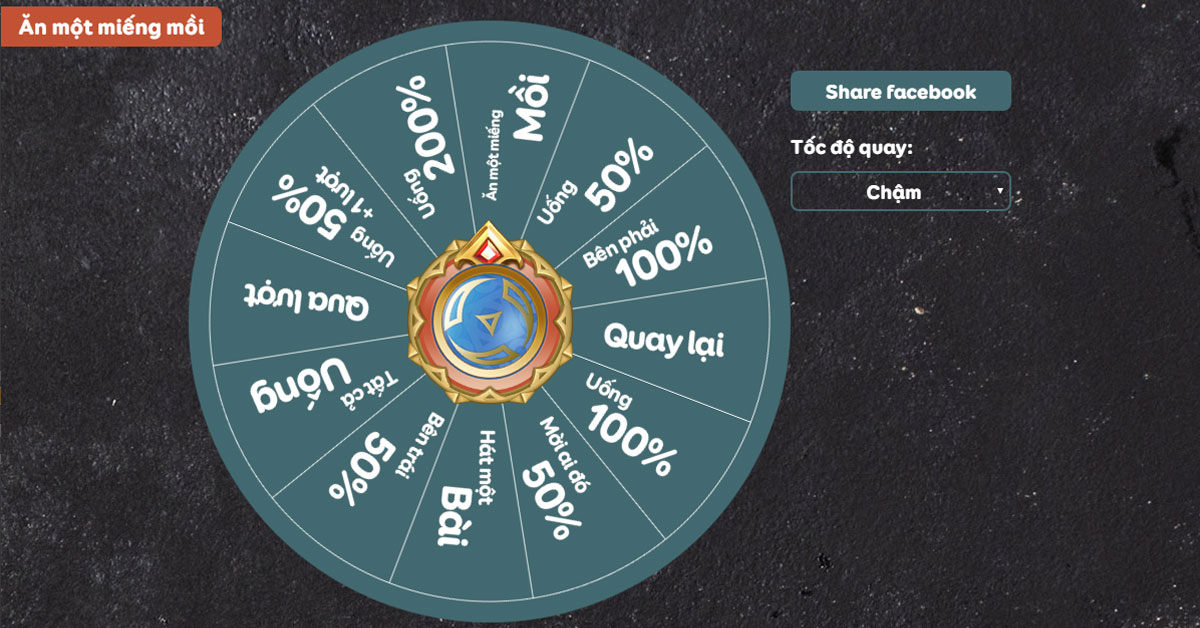 Ăn một miếng mồi
Share facebook
Tốc độ quay:
Chậm
Ăn một miếng
Mồi
Uống
50%
Bên phải
100%
Quay lại
Uống
100%
Mời ai đó
50%
Hát một
Bài
Bên trái
50%
Tất cả
Uống
Qua lượt
Uống
50%
+1 lượt
Uống
200%